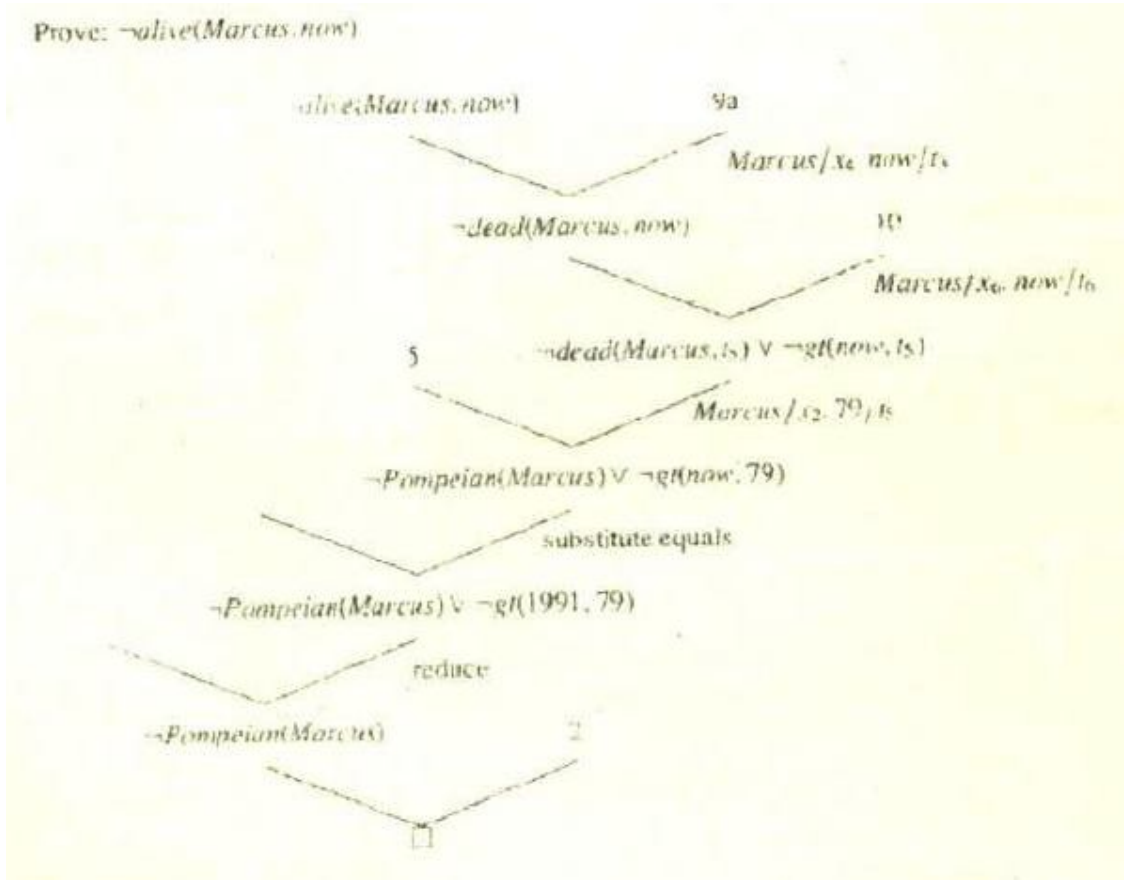 Prove: ¬alive(Marcus, now)
alive(Marcus, now) 9a
Marcus/x₄, now/t₃
¬dead(Marcus, now) 10
Marcus/x₆, now/t₆
5 ¬dead(Marcus, t₅) ∨ ¬gt(now, t₅)
Marcus/x₂, 79/t₅
¬Pompeian(Marcus) ∨ ¬gt(now, 79)
substitute equals
¬Pompeian(Marcus) ∨ ¬gt(1991, 79)
reduce
¬Pompeian(Marcus) 2